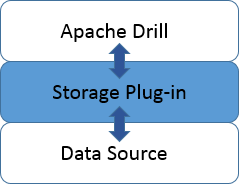 Apache Drill
Storage Plug-in
Data Source